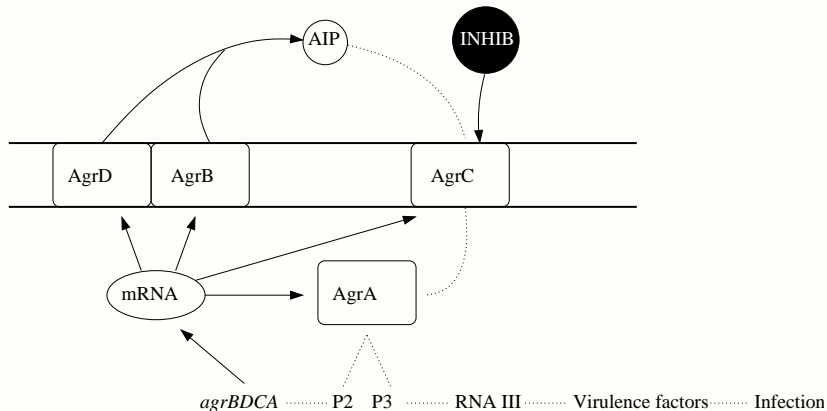 AIP
INHIB
AgrD
AgrB
AgrC
mRNA
AgrA
agrBDCA P2 P3 RNA III Virulence factors Infection